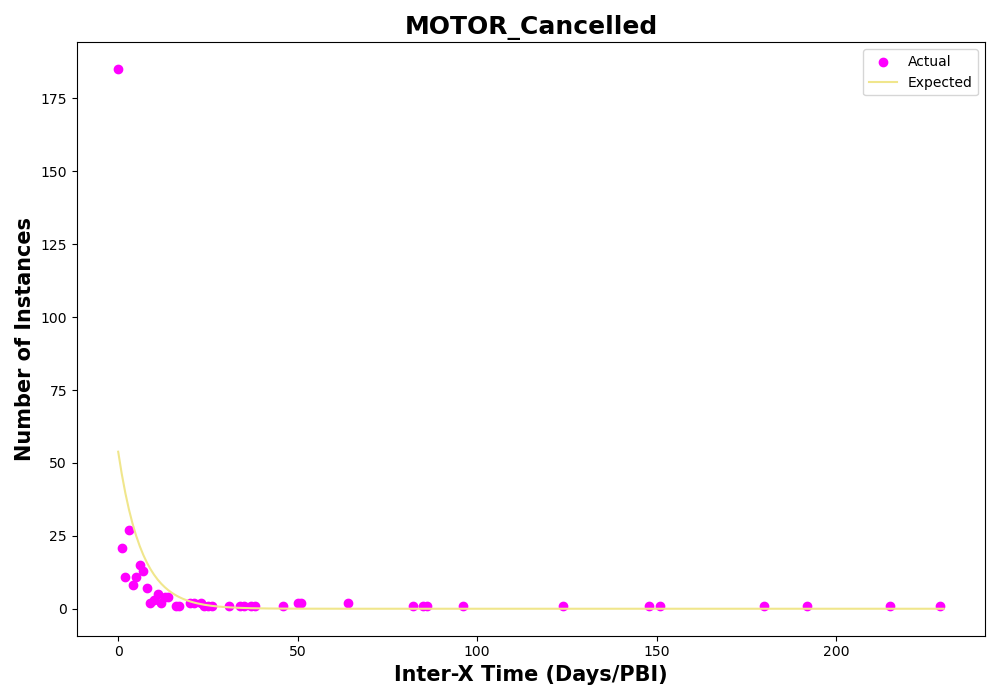 MOTOR_Cancelled
Actual
Expected
Number of Instances
175
150
125
100
75
50
25
0
0
50
100
150
200
Inter-X Time (Days/PBI)